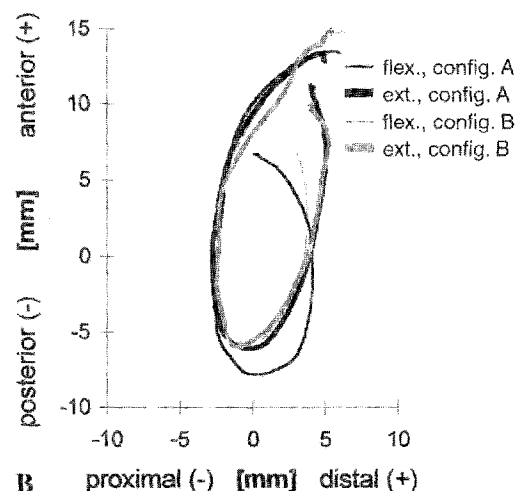 anterior (+)
[mm]
posterior (-)
15
10
5
0
-5
-10
flex., config. A
ext., config. A
flex., config. B
ext., config. B
-10 -5 0 5 10
B proximal (-) [mm] distal (+)